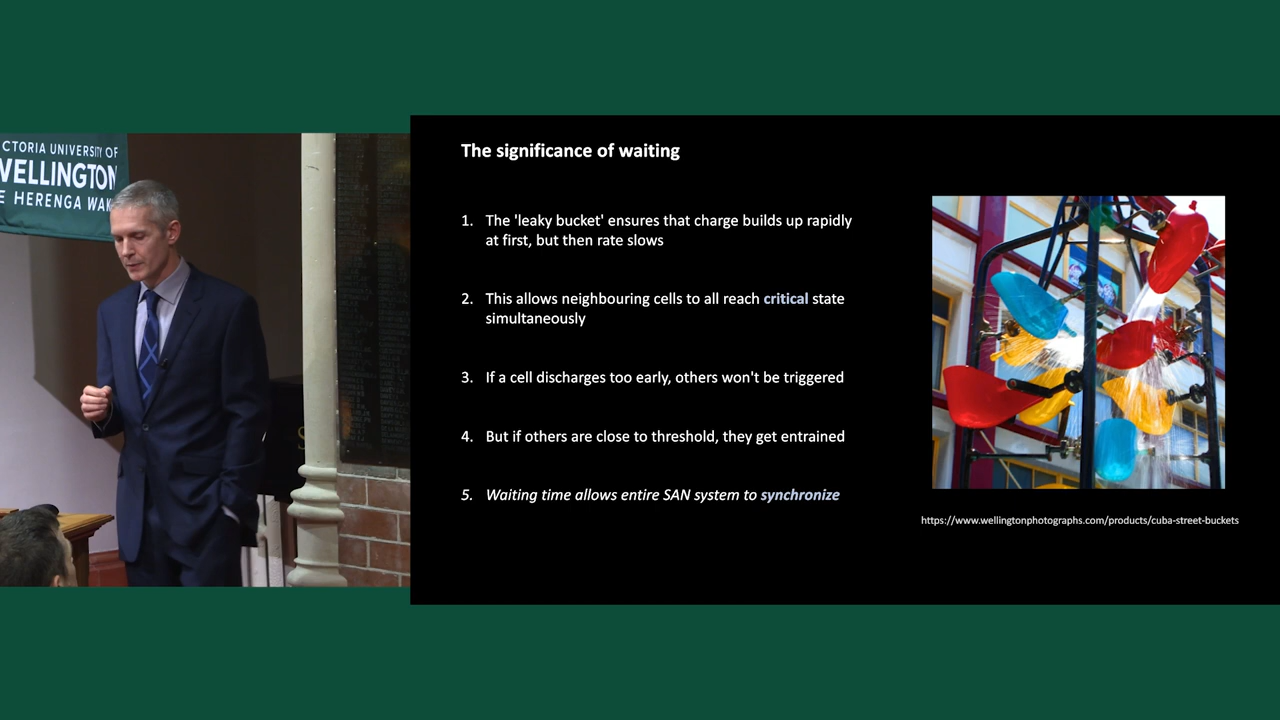 CTORIA UNIVERSITY OF
WELLINGTON
E HERENGA WAK
The significance of waiting
1. The 'leaky bucket' ensures that charge builds up rapidly
at first, but then rate slows
2. This allows neighbouring cells to all reach critical state
simultaneously
3. If a cell discharges too early, others won't be triggered
4. But if others are close to threshold, they get entrained
5. Waiting time allows entire SAN system to synchronize
https://www.wellingtonphotographs.com/products/cuba-street-buckets